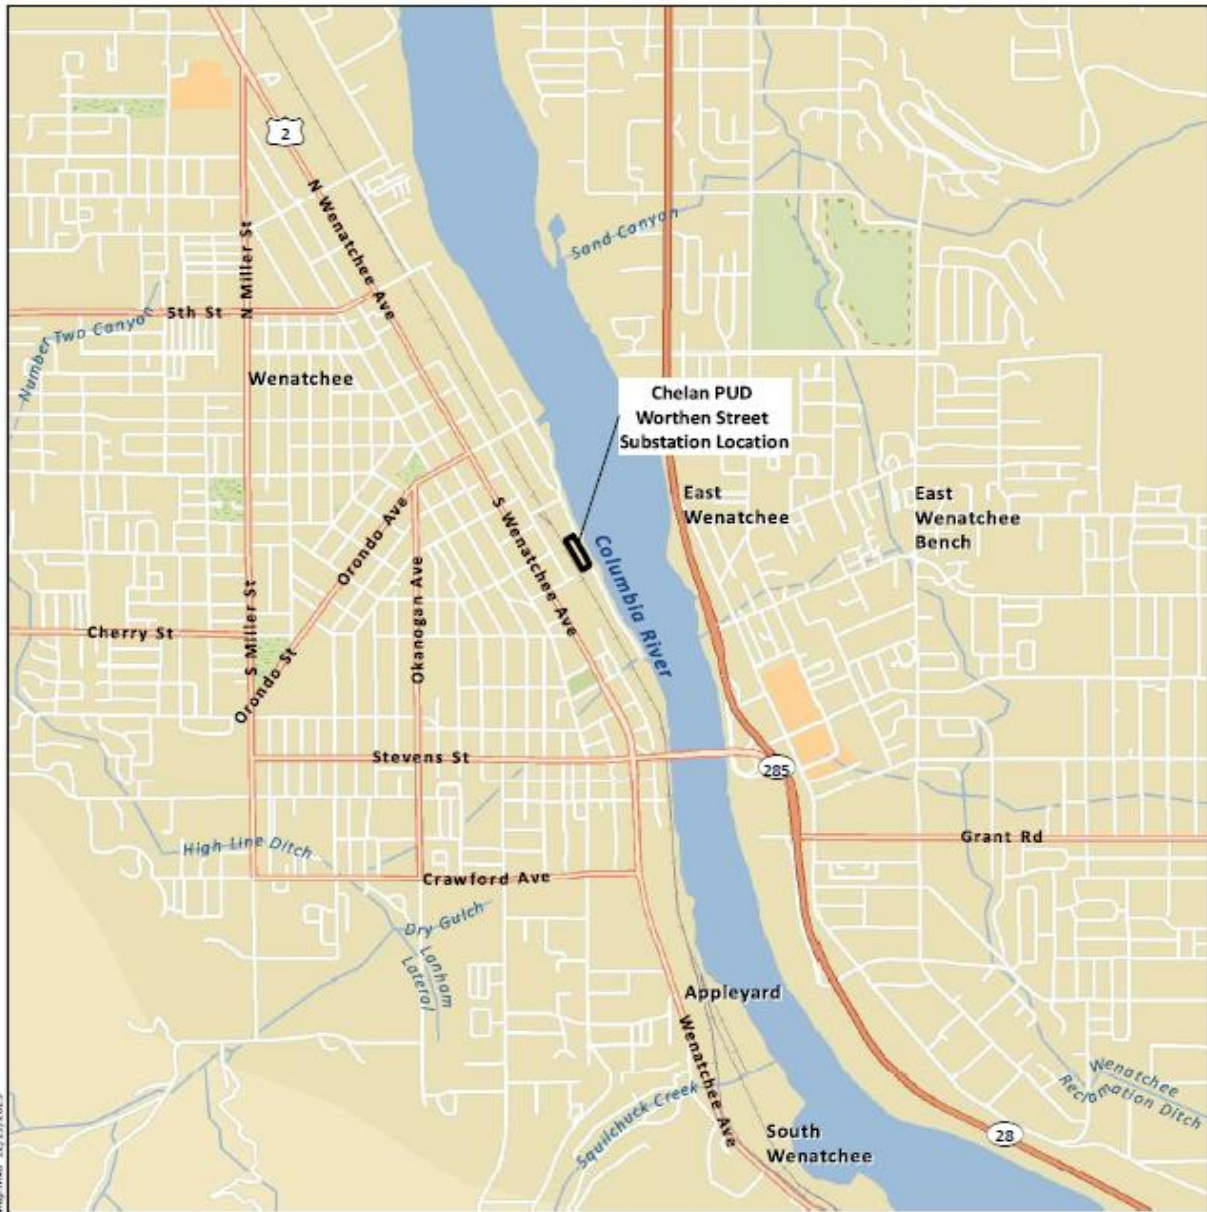 2
N Wenatchee Ave
N Miller St
Sand Canyon
5th St
Number Two Canyon
Wenatchee
Chelan PUD
Worthen Street
Substation Location
East
Wenatchee
East
Wenatchee
Bench
Orondo Ave
S Wenatchee Ave
Columbia River
Okanogan Ave
S Miller St
Cherry St
Orondo St
Stevens St
285
Grant Rd
High Line Ditch
Crawford Ave
Dry Gulch
Lanham
Lateral
Appleyard
Wenatchee Ave
Wenatchee
Reclamation Ditch
Squilchuck Creek
South
Wenatchee
28